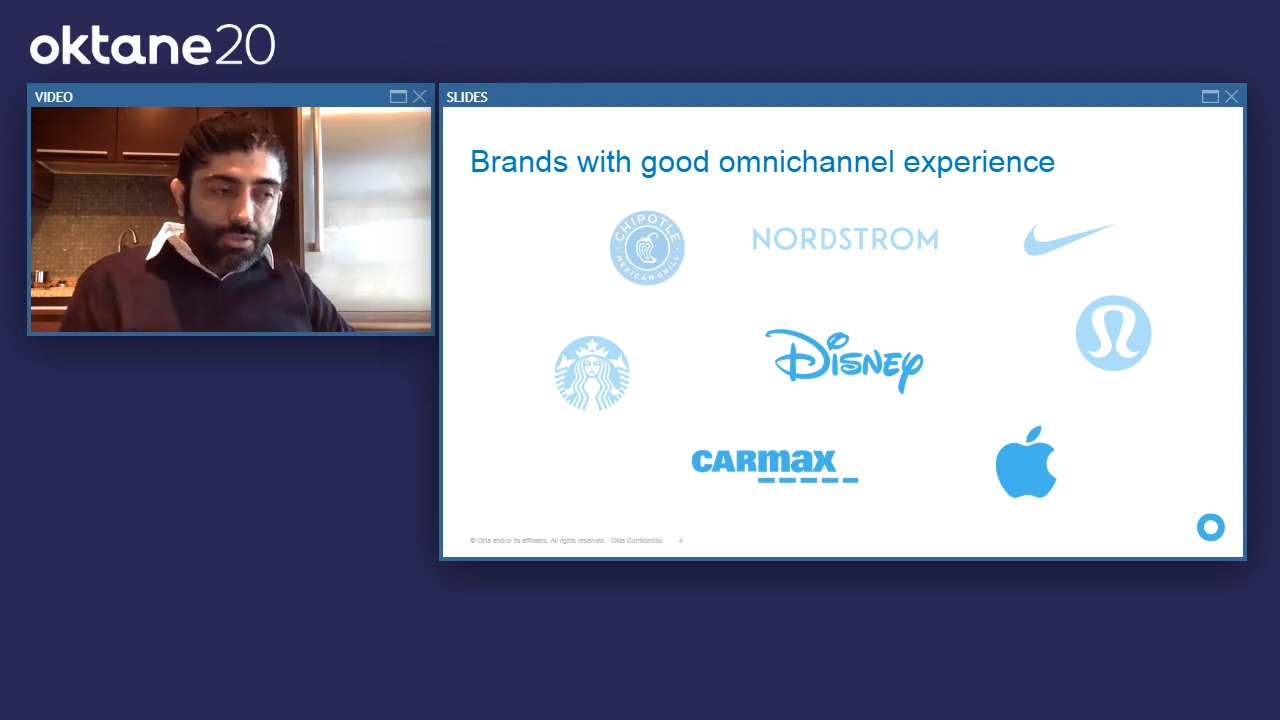 oktane20
VIDEO
SLIDES
Brands with good omnichannel experience
CHIPOTLE
MEXICAN GRILL
NORDSTROM
DISNEY
CARMAX
© Okta and/or its affiliates. All rights reserved. Okta Confidential 4